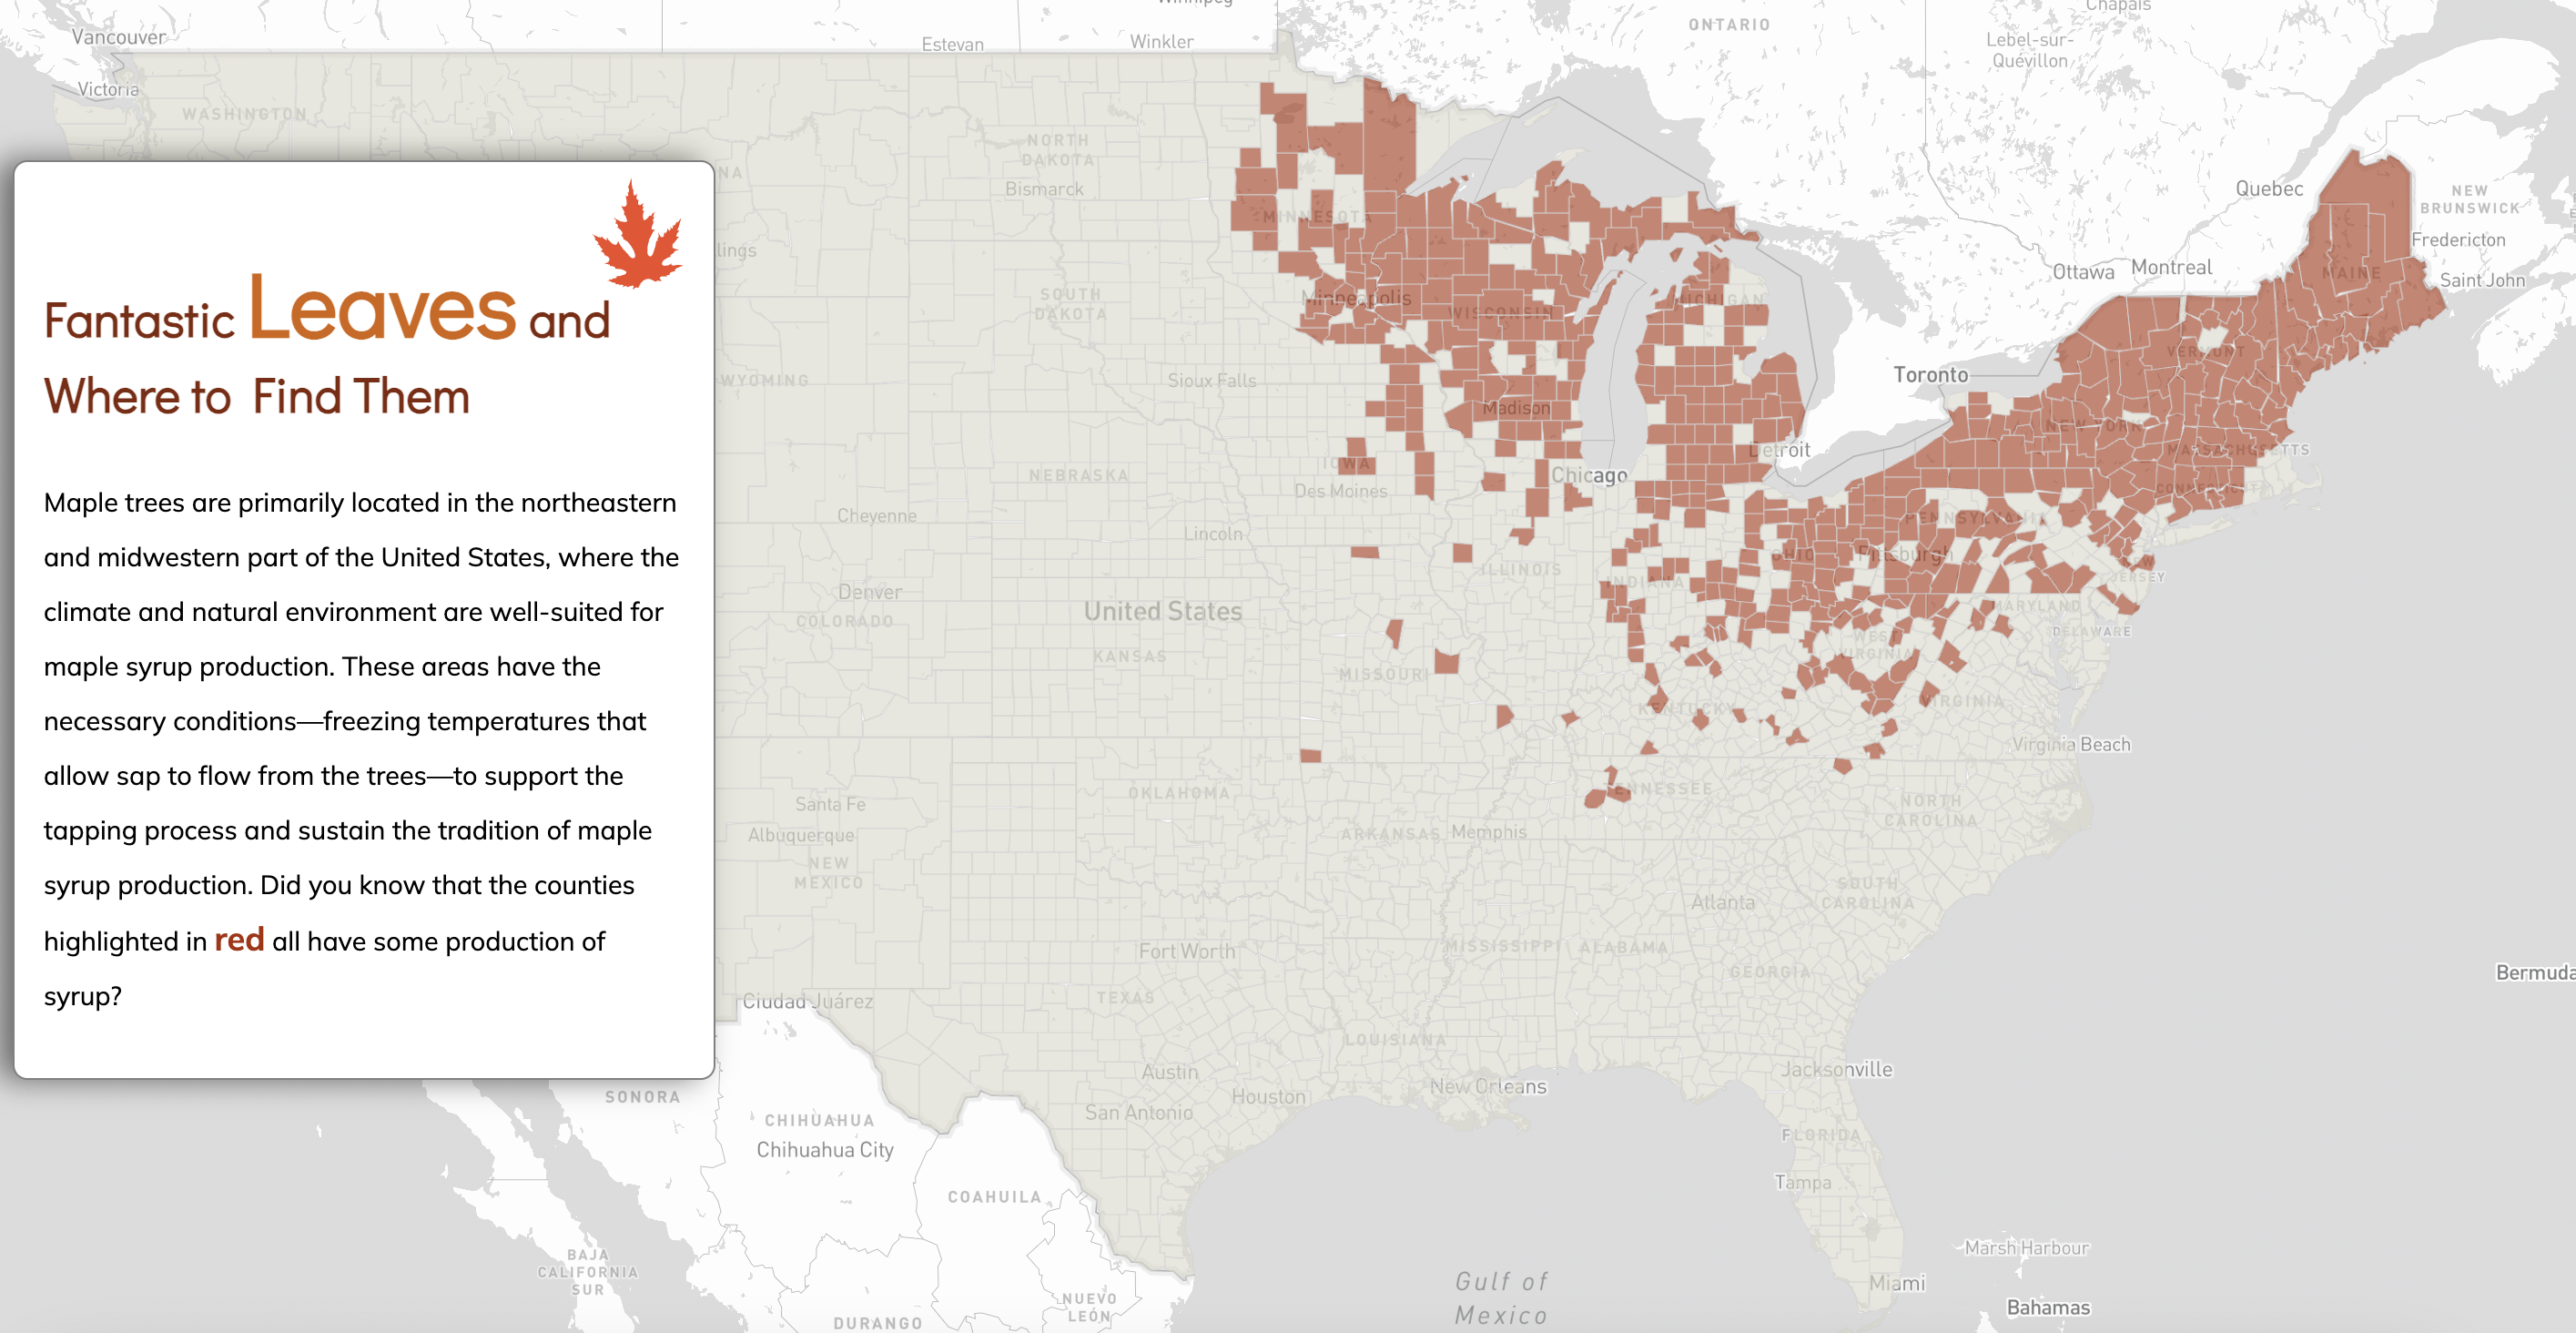 Fantastic Leaves and
Where to Find Them
Maple trees are primarily located in the northeastern
and midwestern part of the United States, where the
climate and natural environment are well-suited for
maple syrup production. These areas have the
necessary conditions—freezing temperatures that
allow sap to flow from the trees—to support the
tapping process and sustain the tradition of maple
syrup production. Did you know that the counties
highlighted in red all have some production of
syrup?
Vancouver
Victoria
WASHINGTON
Estevan
Winkler
ONTARIO
Chapais
Lebel-sur-
Quévillon
NORTH
DAKOTA
Bismarck
MINNESOTA
Minneapolis
SOUTH
DAKOTA
WISCONSIN
MICHIGAN
Quebec
NEW
BRUNSWICK
Fredericton
Saint John
MAINE
Ottawa
Montreal
VERMONT
Toronto
WYOMING
Sioux Falls
Madison
Detroit
NEW YORK
MASSACHUSETTS
CONNECTICUT
IOWA
Des Moines
Chicago
NEBRASKA
Cheyenne
Lincoln
PENNSYLVANIA
Pittsburgh
OHIO
NEW
JERSEY
ILLINOIS
INDIANA
Denver
COLORADO
United States
KANSAS
MISSOURI
MARYLAND
DELAWARE
WEST
VIRGINIA
KENTUCKY
VIRGINIA
Virginia Beach
Santa Fe
Albuquerque
NEW
MEXICO
OKLAHOMA
ARKANSAS
Memphis
TENNESSEE
NORTH
CAROLINA
SOUTH
CAROLINA
Atlanta
Fort Worth
MISSISSIPPI
ALABAMA
GEORGIA
Bermuda
Ciudad Juárez
TEXAS
LOUISIANA
Austin
Houston
New Orleans
Jacksonville
San Antonio
SONORA
CHIHUAHUA
Chihuahua City
FLORIDA
Tampa
COAHUILA
BAJA
CALIFORNIA
SUR
Marsh Harbour
Gulf of
Mexico
Miami
Bahamas
NUEVO
LEÓN
DURANGO